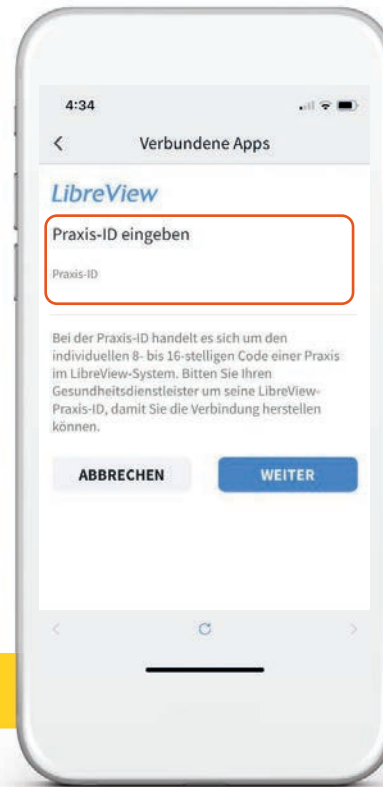 4:34
Verbundene Apps
LibreView
Praxis-ID eingeben
Praxis-ID
Bei der Praxis-ID handelt es sich um den
individuellen 8- bis 16-stelligen Code einer Praxis
im LibreView-System. Bitten Sie Ihren
Gesundheitsdienstleister um seine LibreView-
Praxis-ID, damit Sie die Verbindung herstellen
können.
ABBRECHEN WEITER